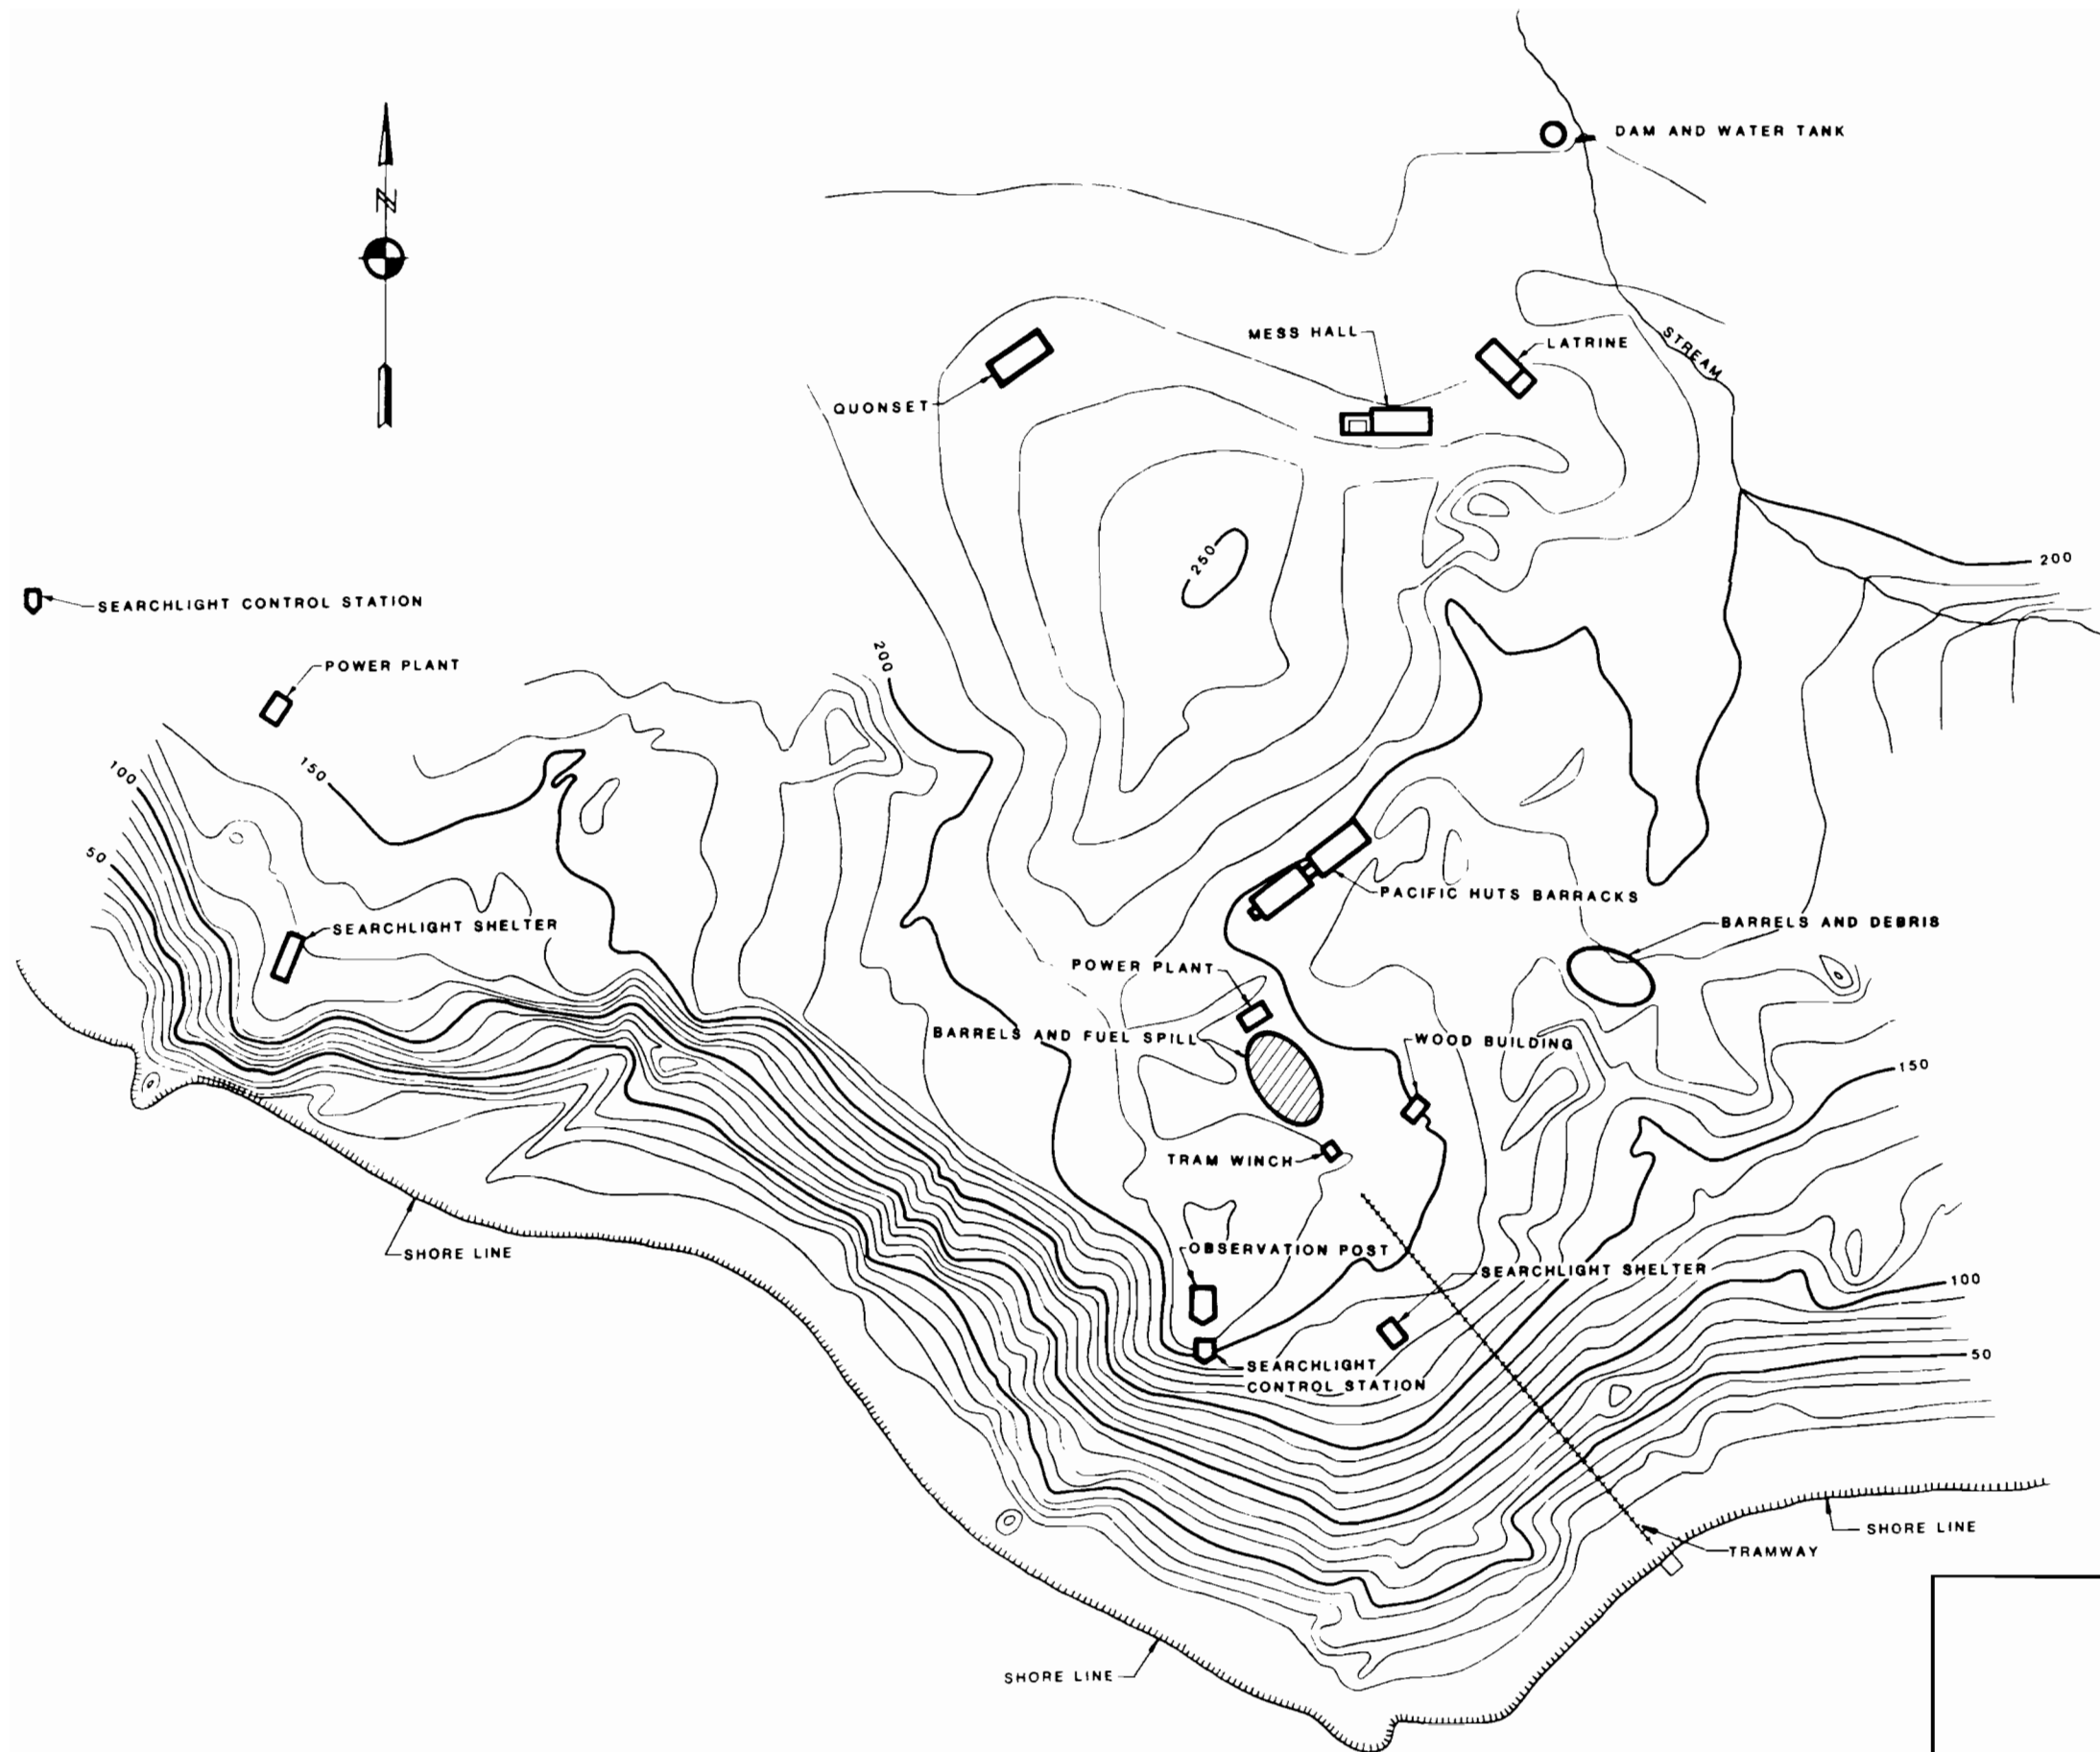 DAM AND WATER TANK
N
MESS HALL
LATRINE
STREAM
QUONSET
250
200
SEARCHLIGHT CONTROL STATION
POWER PLANT
200
150
100
50
PACIFIC HUTS BARRACKS
BARRELS AND DEBRIS
SEARCHLIGHT SHELTER
POWER PLANT
BARRELS AND FUEL SPILL
WOOD BUILDING
150
TRAM WINCH
SHORE LINE
OBSERVATION POST
SEARCHLIGHT SHELTER
100
50
SEARCHLIGHT
CONTROL STATION
SHORE LINE
TRAMWAY
SHORE LINE